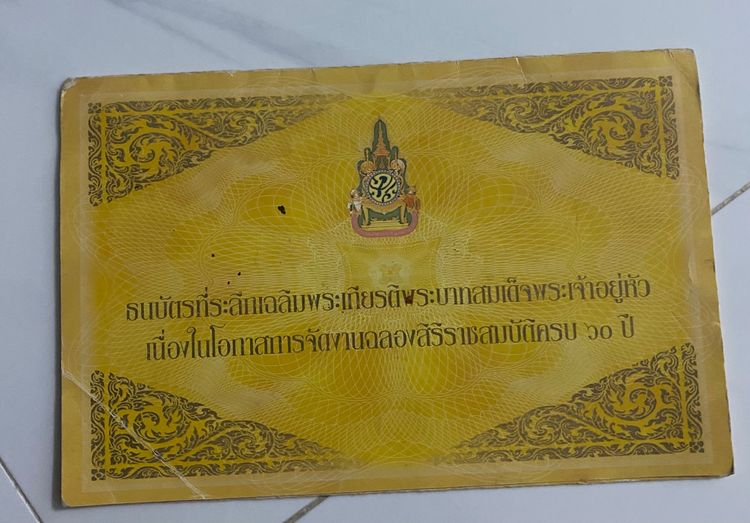 ธนบัตรที่ระลึกเฉลิมพระเกียรติพระบาทสมเด็จพระเจ้าอยู่หัว
เนื่องในโอกาสการจัดงานฉลองสิริราชสมบัติครบ ๖๐ ปี